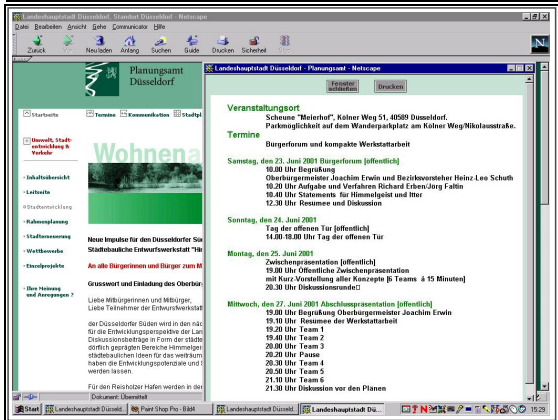 Landeshauptstadt Düsseldorf, Standort Düsseldorf - Netscape
Datei Bearbeiten Ansicht Gehe Communicator Hilfe
Zurück Neu laden Anfang Suchen Guide Drucken Sicherheit
Planungsamt
Düsseldorf
Startseite Termine Kommunikation Stadtpl
Umwelt, Stadt-
entwicklung &
Verkehr
Wohnena
Inhaltsübersicht
Leitseite
Stadtentwicklung
Rahmenplanung
Stadterneuerung
Wettbewerbe
Einzelprojekte
Ihre Meinung
und Anregungen ?
Neue Impulse für den Düsseldorfer Sü
Städtebauliche Entwurfswerkstatt "Hi
An alle Bürgerinnen und Bürger zum M
Grusswort und Einladung des Oberbür
Liebe Mitbürgerinnen und Mitbürger,
Liebe Teilnehmer der Entwurfswerkstatt
der Düsseldorfer Süden wird in den näc
für die Entwicklungsperspektive der Lan
Diskussionsbeiträge in Form der städte
dörflich geprägten Bereiche Himmelgei
städtebaulichen Ideen für das weiträum
haben die Entwicklungspotenziale und S
werden lassen.
Für den Reisholzer Hafen werden in de
Dokument: Übermittelt
Landeshauptstadt Düsseldorf - Planungsamt - Netscape
Fenster
schließen
Drucken
Veranstaltungsort
Scheune "Meierhof", Kölner Weg 51, 40589 Düsseldorf.
Parkmöglichkeit auf dem Wanderparkplatz am Kölner Weg/Nikolausstraße.
Termine
Bürgerforum und kompakte Werkstattarbeit
Samstag, den 23. Juni 2001 Bürgerforum [öffentlich]
10.00 Uhr Begrüßung
Oberbürgermeister Joachim Erwin und Bezirksvorsteher Heinz-Leo Schuth
10.20 Uhr Aufgabe und Verfahren Richard Erben/Jörg Faltin
10.40 Uhr Statements für Himmelgeist und Itter
12.30 Uhr Resumee und Diskussion
Sonntag, den 24. Juni 2001
Tag der offenen Tür [öffentlich]
14.00-18.00 Uhr Tag der offenen Tür
Montag, den 25. Juni 2001
Zwischenpräsentation [öffentlich]
19.00 Uhr Öffentliche Zwischenpräsentation
mit Kurz-Vorstellung aller Konzepte [6 Teams á 15 Minuten]
20.30 Uhr Diskussionsrunde
Mittwoch, den 27. Juni 2001 Abschlusspräsentation [öffentlich]
19.00 Uhr Begrüßung Oberbürgermeister Joachim Erwin
19.10 Uhr Resumee der Werkstattarbeit
19.20 Uhr Team 1
19.40 Uhr Team 2
20.00 Uhr Team 3
20.20 Uhr Pause
20.30 Uhr Team 4
20.50 Uhr Team 5
21.10 Uhr Team 6
21.30 Uhr Diskussion vor den Plänen
Start Landeshauptstadt Düsseld... Paint Shop Pro - Bild4 Landeshauptstadt Düsseld... Landeshauptstadt Dü... 15:29